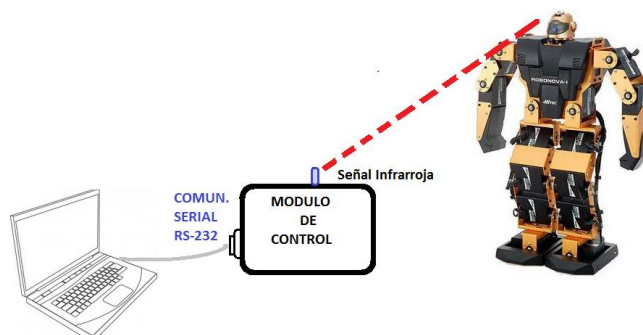 ROBONOVA-I
Señal Infrarroja
COMUN.
SERIAL
RS-232
MODULO
DE
CONTROL